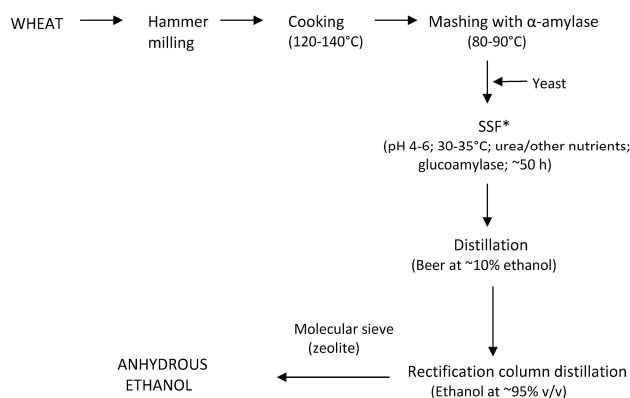 WHEAT
Hammer
milling
Cooking
(120-140°C)
Mashing with α-amylase
(80-90°C)
Yeast
SSF*
(pH 4-6; 30-35°C; urea/other nutrients;
glucoamylase; ~50 h)
Distillation
(Beer at ~10% ethanol)
Rectification column distillation
(Ethanol at ~95% v/v)
Molecular sieve
(zeolite)
ANHYDROUS
ETHANOL